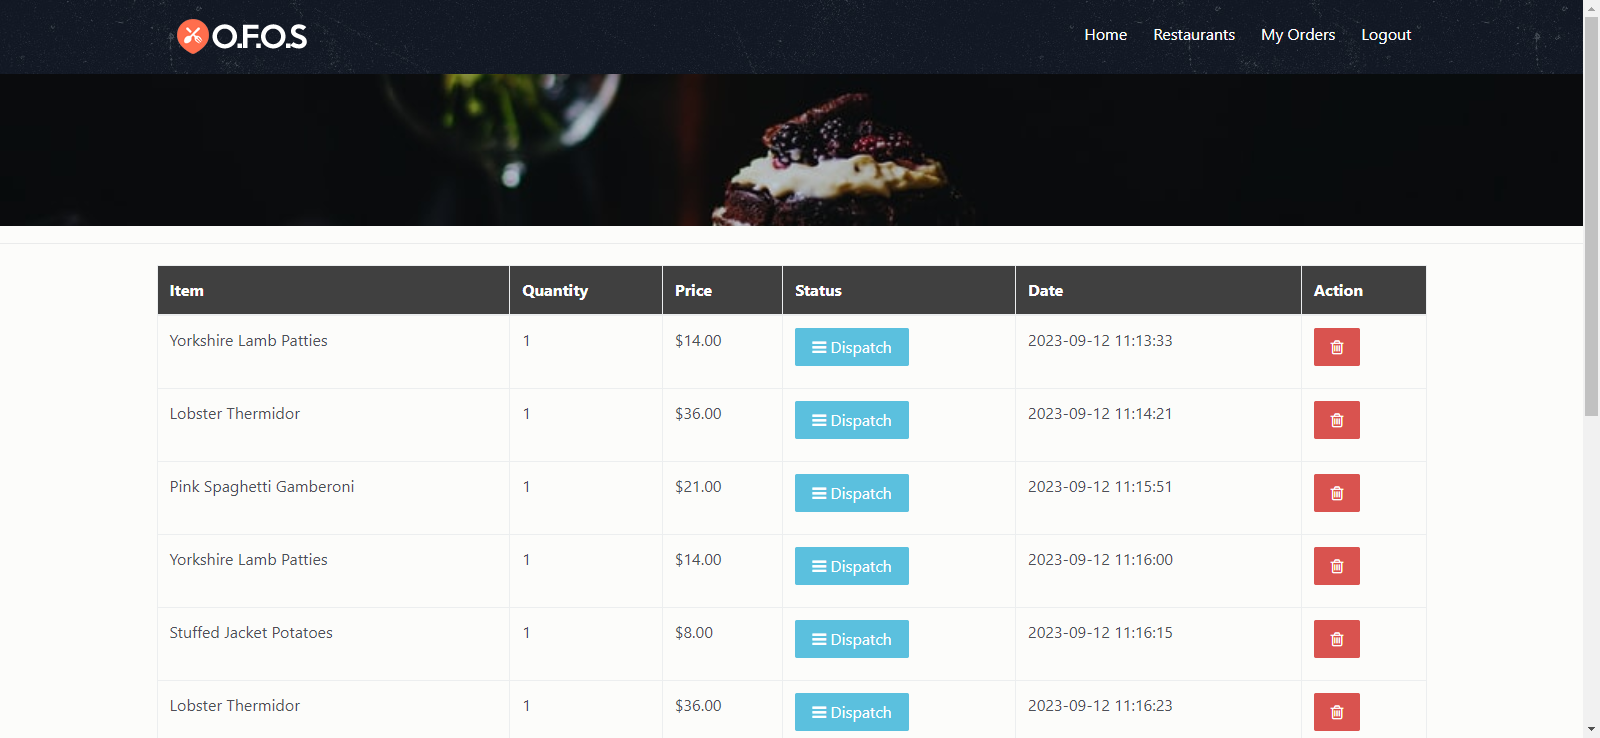 O.F.O.S
Home Restaurants My Orders Logout
Item Quantity Price Status Date Action
Yorkshire Lamb Patties 1 $14.00 Dispatch 2023-09-12 11:13:33
Lobster Thermidor 1 $36.00 Dispatch 2023-09-12 11:14:21
Pink Spaghetti Gamberoni 1 $21.00 Dispatch 2023-09-12 11:15:51
Yorkshire Lamb Patties 1 $14.00 Dispatch 2023-09-12 11:16:00
Stuffed Jacket Potatoes 1 $8.00 Dispatch 2023-09-12 11:16:15
Lobster Thermidor 1 $36.00 Dispatch 2023-09-12 11:16:23